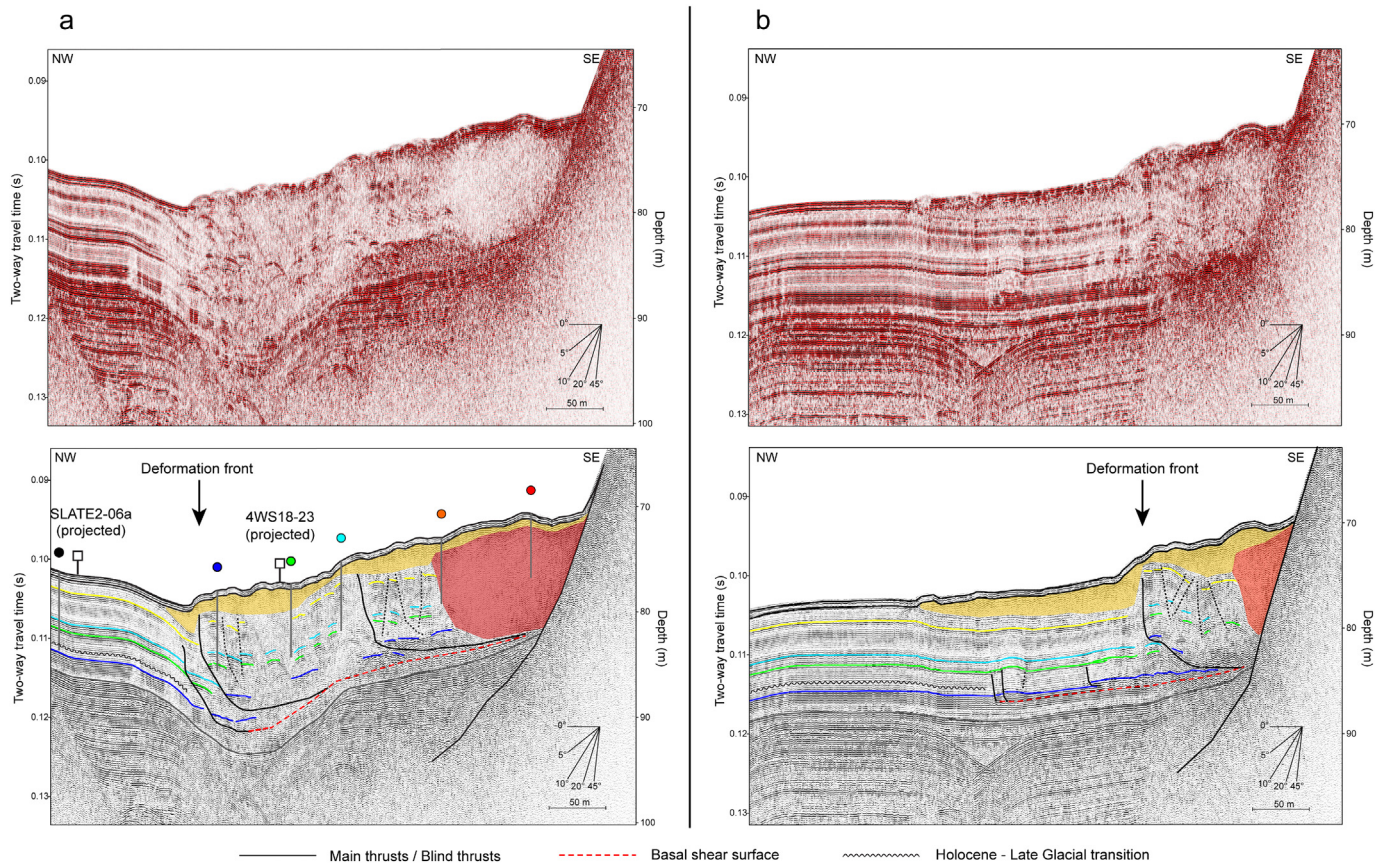 a
b
NW
SE
0.09
0.10
0.11
0.12
0.13
Two-way travel time (s)
70
80
90
100
Depth (m)
0°
5°
10° 20° 45°
50 m
NW
SE
0.09
0.10
0.11
0.12
0.13
Two-way travel time (s)
70
80
90
Depth (m)
0°
5°
10° 20° 45°
50 m
NW
SE
Deformation front
SLATE2-06a
(projected)
4WS18-23
(projected)
0.09
0.10
0.11
0.12
0.13
Two-way travel time (s)
70
80
90
100
Depth (m)
0°
5°
10° 20° 45°
50 m
NW
SE
Deformation front
0.09
0.10
0.11
0.12
0.13
Two-way travel time (s)
70
80
90
Depth (m)
0°
5°
10° 20° 45°
50 m
Main thrusts / Blind thrusts
Basal shear surface
Holocene - Late Glacial transition